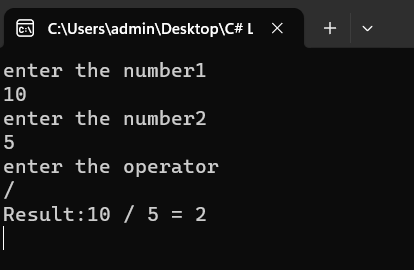 C:\Users\admin\Desktop\C# L
enter the number1
10
enter the number2
5
enter the operator
/
Result:10 / 5 = 2